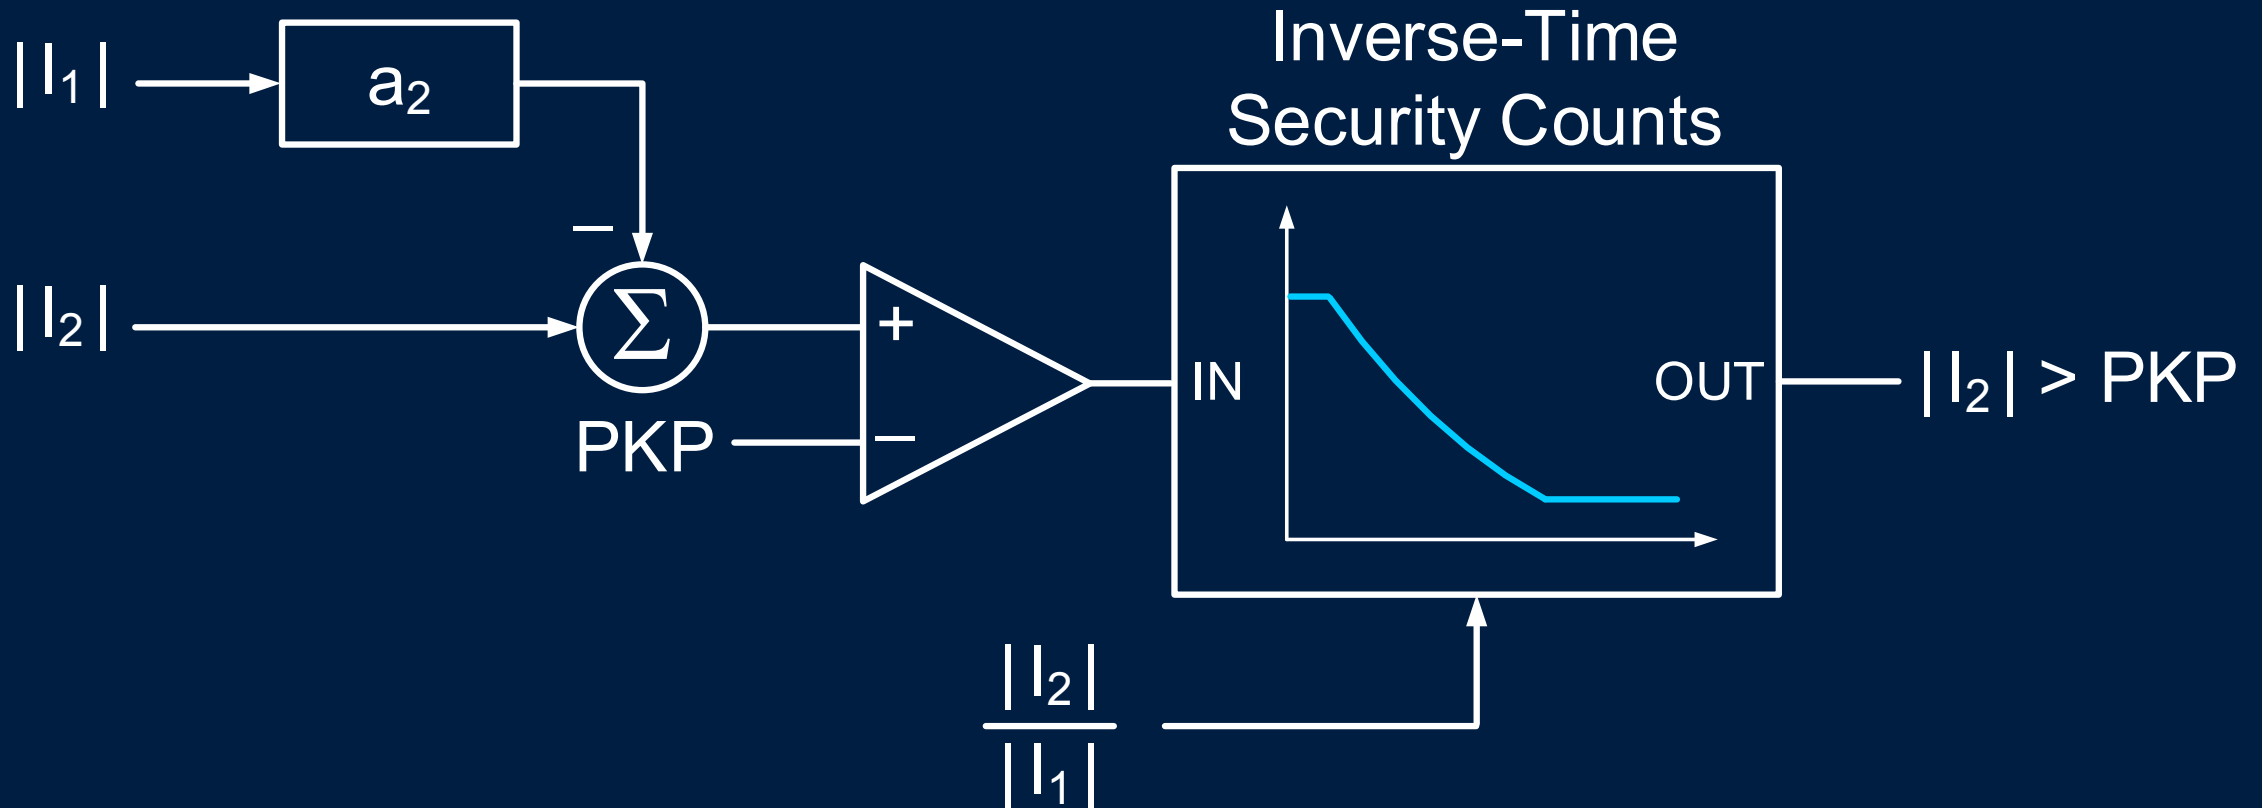 Inverse-Time
Security Counts
|I₁|
a₂
−
|I₂|
Σ
+
PKP
−
IN
OUT
|I₂| > PKP
|I₂|
|I₁|